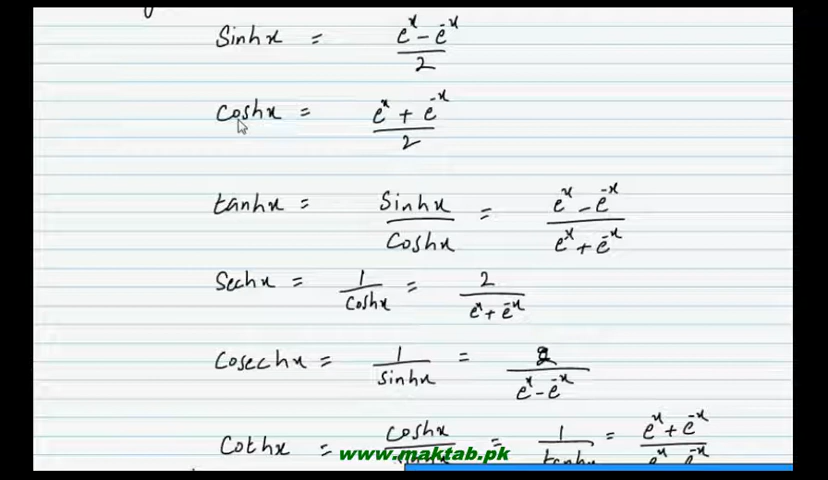 Sinhx = e^x - e^-x / 2
Coshx = e^x + e^-x / 2
tanhx = Sinhx / Coshx = e^x - e^-x / e^x + e^-x
Sechx = 1 / Coshx = 2 / e^x + e^-x
Cosechx = 1 / Sinhx = 2 / e^x - e^-x
Cothx = Coshx / = 1 / tanhx = e^x + e^-x / e^x - e^-x
www.maktab.pk